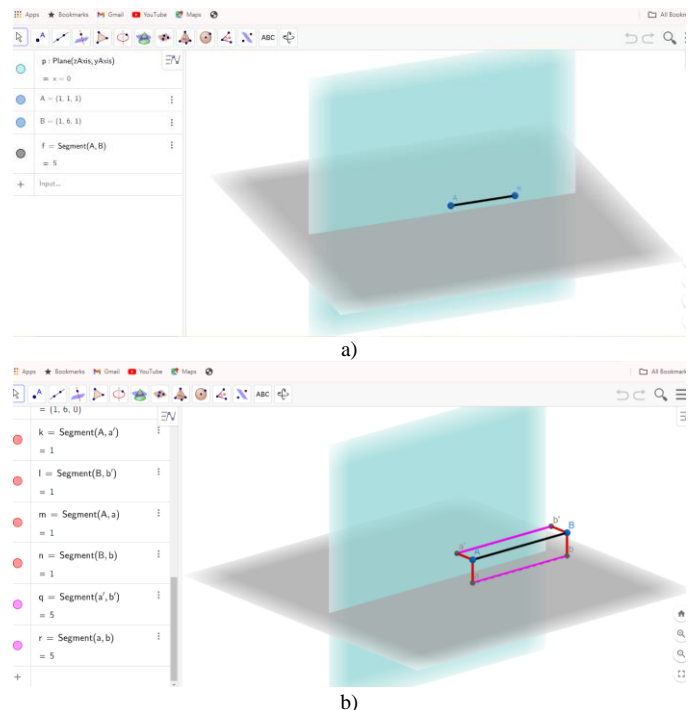 Apps Bookmarks Gmail YouTube Maps All Bookm
ABC
p : Plane(zAxis, yAxis)
= x = 0
A = (1, 1, 1)
B = (1, 6, 1)
f = Segment(A, B)
= 5
+ Input...
A
a)
Apps Bookmarks Gmail YouTube Maps All Bookmark
ABC
= (1, 6, 0)
k = Segment(A, a')
= 1
l = Segment(B, b')
= 1
m = Segment(A, a)
= 1
n = Segment(B, b)
= 1
q = Segment(a', b')
= 5
r = Segment(a, b)
= 5
+
b'
B
a'
A
b
b)